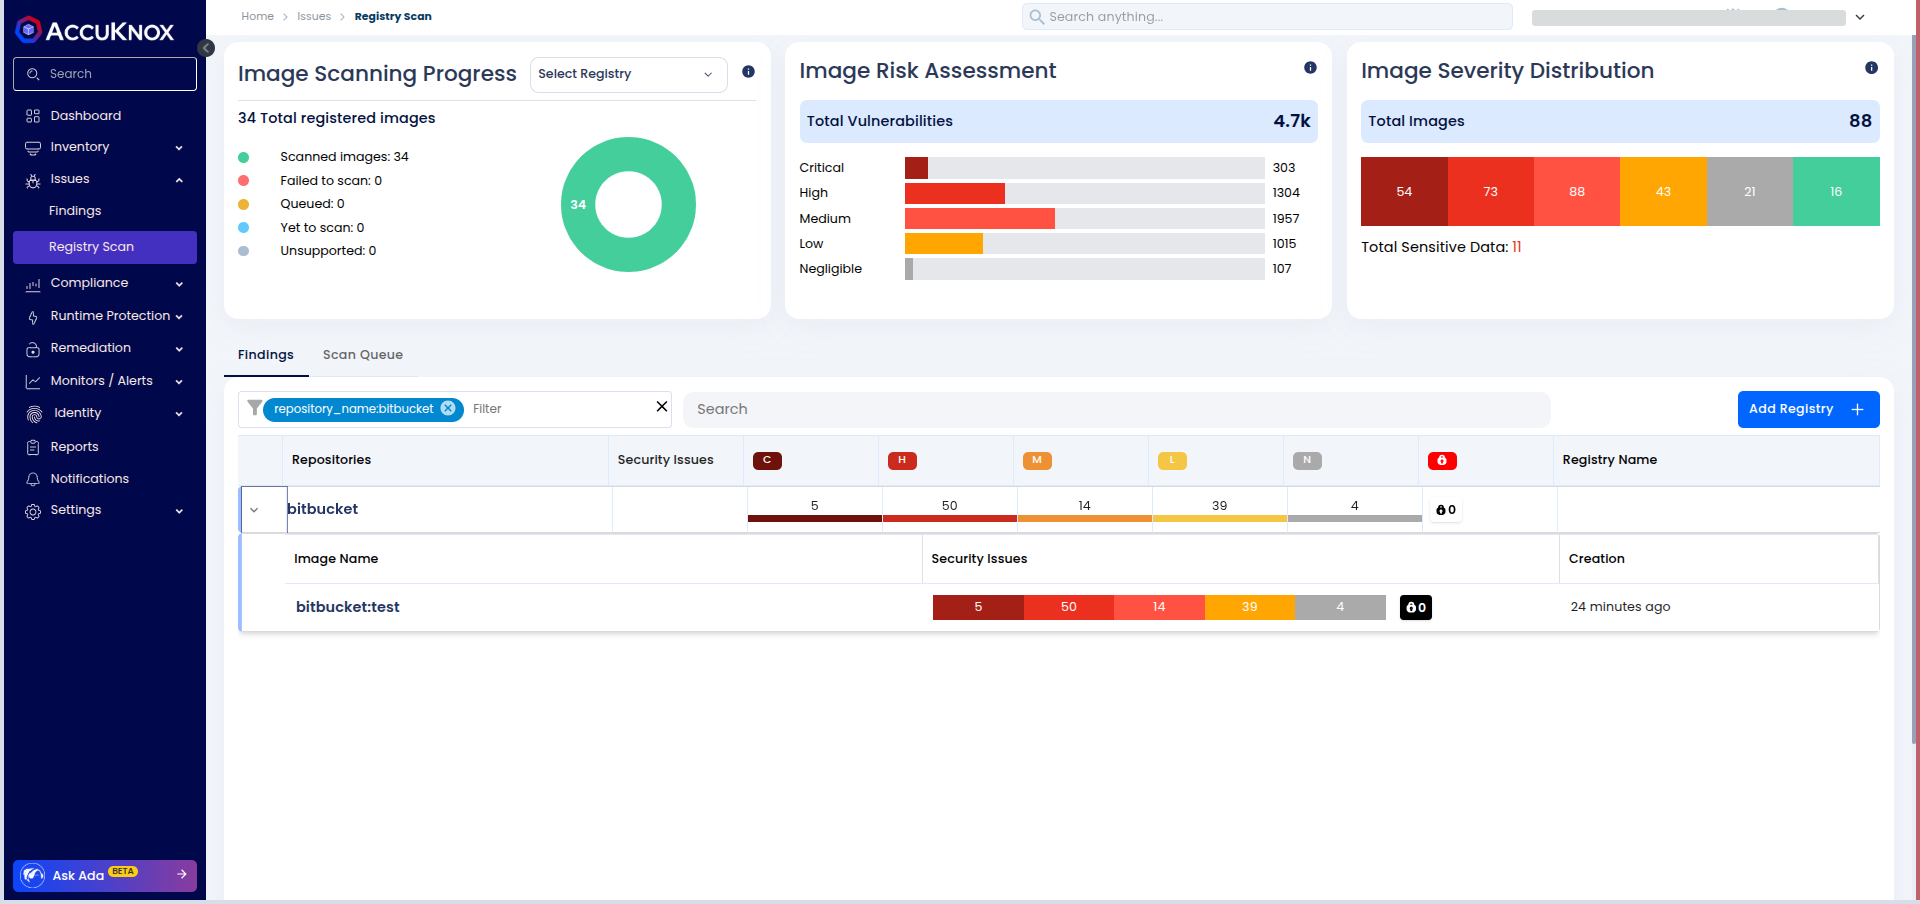 ACCUKNOX
Search
Dashboard
Inventory
Issues
Findings
Registry Scan
Compliance
Runtime Protection
Remediation
Monitors / Alerts
Identity
Reports
Notifications
Settings
Ask Ada BETA
Home > Issues > Registry Scan
Search anything...
Image Scanning Progress
Select Registry
34 Total registered images
Scanned images: 34
Failed to scan: 0
Queued: 0
Yet to scan: 0
Unsupported: 0
34
Image Risk Assessment
Total Vulnerabilities 4.7k
Critical 303
High 1304
Medium 1957
Low 1015
Negligible 107
Image Severity Distribution
Total Images 88
54 73 88 43 21 16
Total Sensitive Data: 11
Findings Scan Queue
repository_name:bitbucket Filter
Search
Add Registry +
Repositories Security Issues C H M L N Registry Name
bitbucket 5 50 14 39 4 0
Image Name Security Issues Creation
bitbucket:test 5 50 14 39 4 0 24 minutes ago